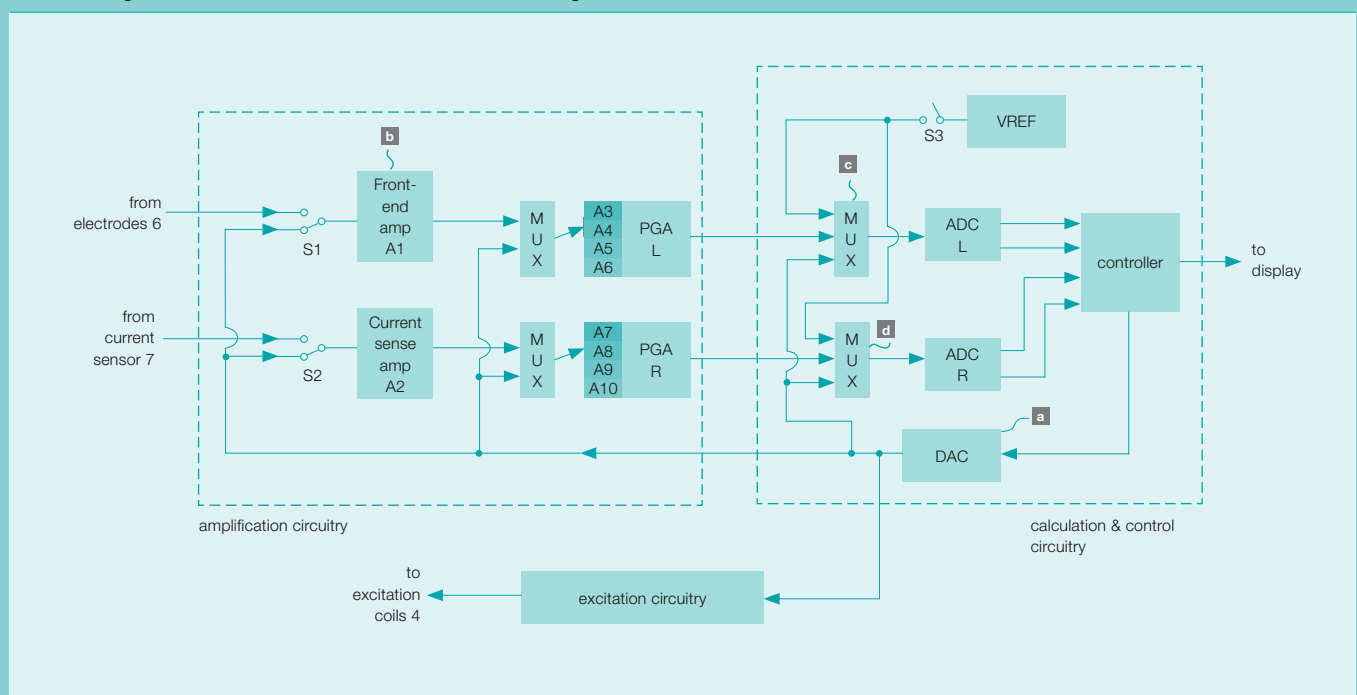 VREF
S3
b
c
Front-
end
amp
A1
from
electrodes 6
S1
M
U
X
A3
A4
A5
A6
PGA
L
M
U
X
ADC
L
controller
to
display
from
current
sensor 7
S2
Current
sense
amp
A2
M
U
X
A7
A8
A9
A10
PGA
R
M
U
X
d
ADC
R
a
DAC
amplification circuitry
calculation & control
circuitry
to
excitation
coils 4
excitation circuitry